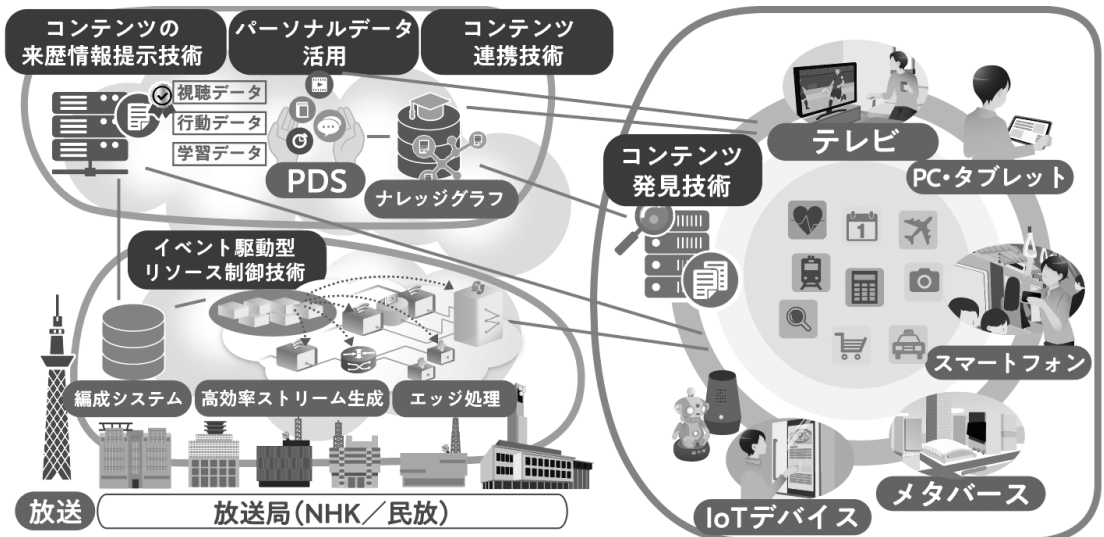 コンテンツの
来歴情報提示技術
パーソナルデータ
活用
コンテンツ
連携技術
視聴データ
行動データ
学習データ
PDS
ナレッジグラフ
イベント駆動型
リソース制御技術
編成システム
高効率ストリーム生成
エッジ処理
放送
放送局(NHK/民放)
コンテンツ
発見技術
テレビ
PC・タブレット
1
スマートフォン
メタバース
IoTデバイス